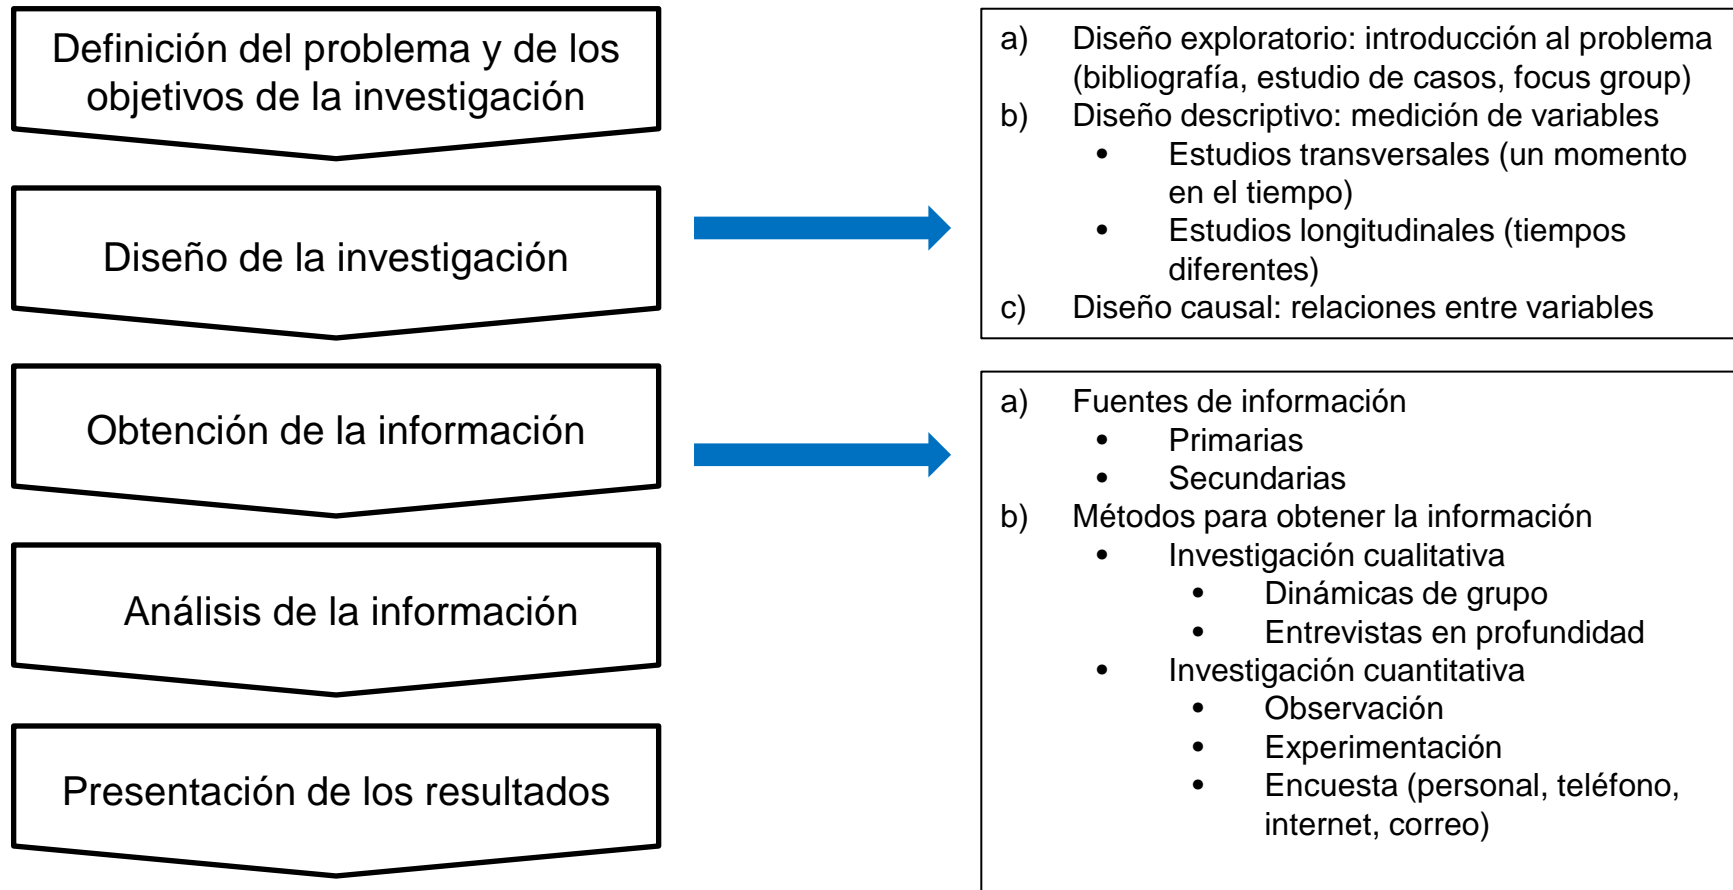 Definición del problema y de los
objetivos de la investigación
Diseño de la investigación
Obtención de la información
Análisis de la información
Presentación de los resultados
a) Diseño exploratorio: introducción al problema
(bibliografía, estudio de casos, focus group)
b) Diseño descriptivo: medición de variables
• Estudios transversales (un momento
en el tiempo)
• Estudios longitudinales (tiempos
diferentes)
c) Diseño causal: relaciones entre variables
a) Fuentes de información
• Primarias
• Secundarias
b) Métodos para obtener la información
• Investigación cualitativa
• Dinámicas de grupo
• Entrevistas en profundidad
• Investigación cuantitativa
• Observación
• Experimentación
• Encuesta (personal, teléfono,
internet, correo)